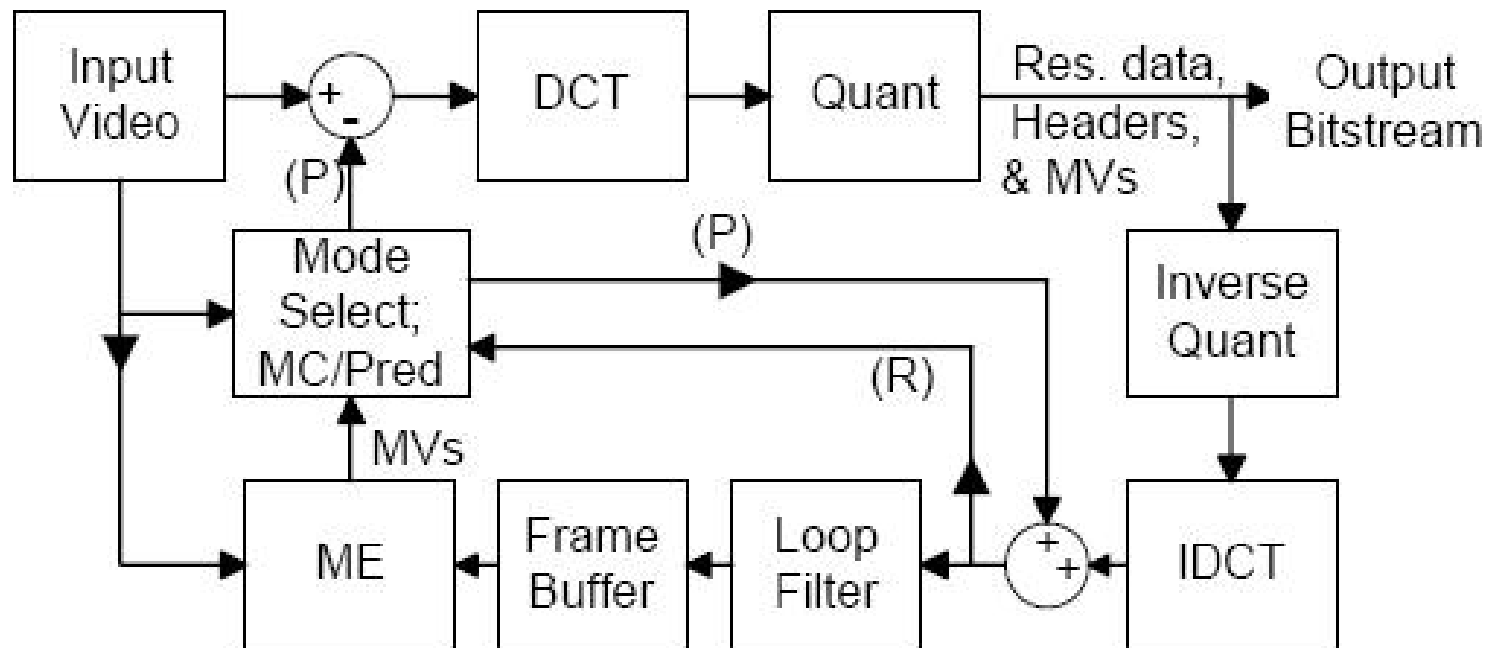 Input
Video
+
-
DCT
Quant
Res. data,
Headers,
& MVs
Output
Bitstream
(P)
(P)
Mode
Select;
MC/Pred
Inverse
Quant
(R)
MVs
ME
Frame
Buffer
Loop
Filter
+
+
IDCT